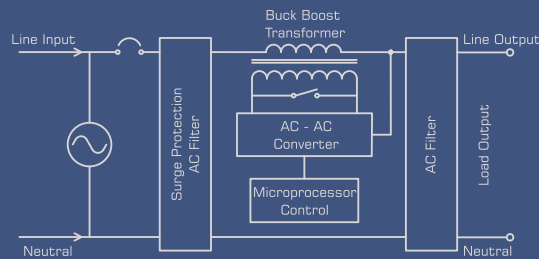 Buck Boost
Transformer
Line Input
Line Output
Surge Protection
AC Filter
AC - AC
Converter
Microprocessor
Control
AC Filter
Load Output
Neutral
Neutral